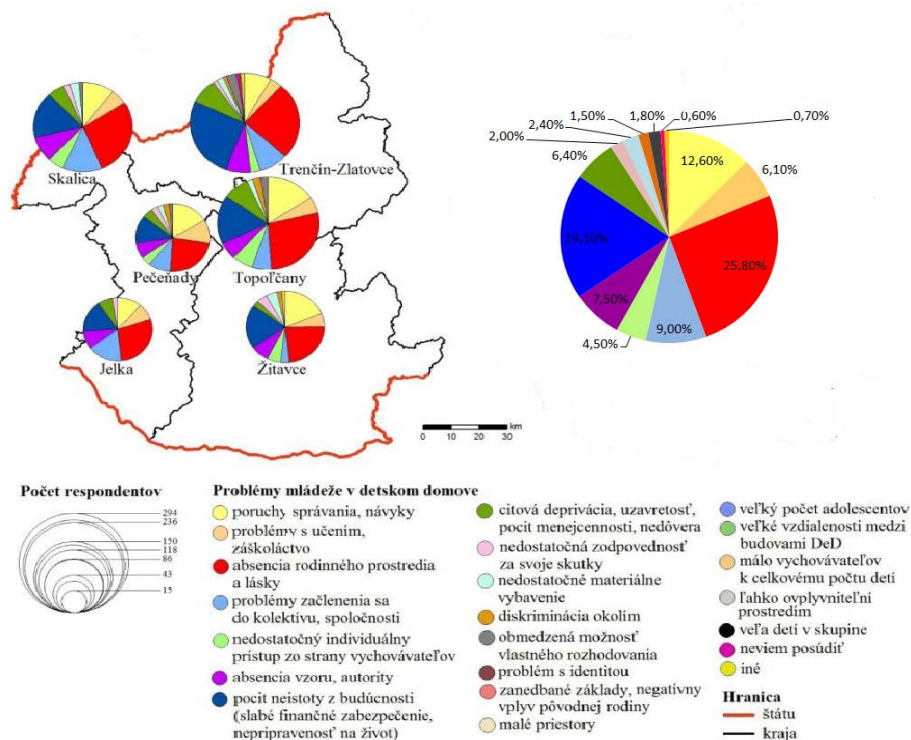 Skalica
Trenčín-Zlatovce
Pečeňady
Topoľčany
Jelka
Žitavce
km
0 10 20 30
1,50%
1,80%
0,60%
0,70%
2,40%
2,00%
6,40%
12,60%
6,10%
19,10%
25,80%
7,50%
4,50%
9,00%
Počet respondentov
294
236
150
118
86
43
15
Problémy mládeže v detskom domove
poruchy správania, návyky
problémy s učením,
záškoláctvo
absencia rodinného prostredia
a lásky
problémy začlenenia sa
do kolektívu, spoločnosti
nedostatočný individuálny
prístup zo strany vychovávateľov
absencia vzoru, autority
pocit neistoty z budúcnosti
(slabé finančné zabezpečenie,
nepripravenosť na život)
citová deprivácia, uzavretosť,
pocit menejcennosti, nedôvera
nedostatočná zodpovednosť
za svoje skutky
nedostatočné materiálne
vybavenie
diskriminácia okolím
obmedzená možnosť
vlastného rozhodovania
problém s identitou
zanedbané základy, negatívny
vplyv pôvodnej rodiny
malé priestory
veľký počet adolescentov
veľké vzdialenosti medzi
budovami DeD
málo vychovávateľov
k celkovému počtu detí
ľahko ovplyvniteľní
prostredím
veľa detí v skupine
neviem posúdiť
iné
Hranica
štátu
kraja